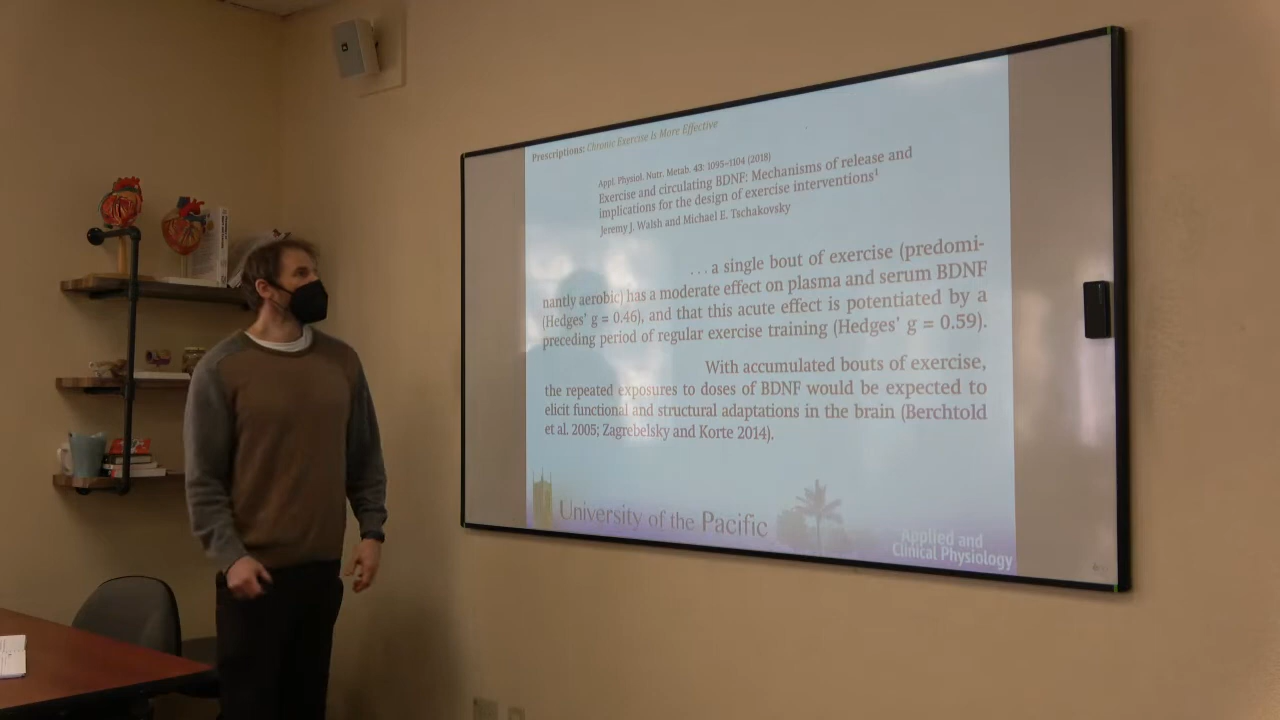 Prescriptions: Chronic Exercise Is More Effective
Appl. Physiol. Nutr. Metab. 43: 1095–1104 (2018)
Exercise and circulating BDNF: Mechanisms of release and
implications for the design of exercise interventions¹
Jeremy J. Walsh and Michael E. Tschakovsky
...a single bout of exercise (predomi-
nantly aerobic) has a moderate effect on plasma and serum BDNF
(Hedges' g = 0.46), and that this acute effect is potentiated by a
preceding period of regular exercise training (Hedges' g = 0.59).
With accumulated bouts of exercise,
the repeated exposures to doses of BDNF would be expected to
elicit functional and structural adaptations in the brain (Berchtold
et al. 2005; Zagrebelsky and Korte 2014).
University of the Pacific
Applied and
Clinical Physiology